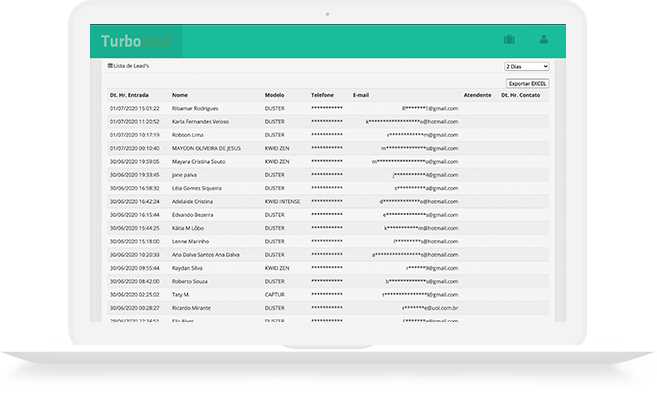 Turbolead
Lista de Lead's 2 Dias
Exportar EXCEL
Dt. Hr. Entrada Nome Modelo Telefone E-mail Atendente Dt. Hr. Contato
01/07/2020 15:01:22 Ribamar Rodrigues DUSTER *********** R*******1@gmail.com
01/07/2020 11:20:52 Karla Fernandes Veloso DUSTER *********** k******************o@hotmail.com
01/07/2020 10:17:19 Robson Lima DUSTER *********** r************m@gmail.com
01/07/2020 00:10:40 MAYCON OLIVEIRA DE JESUS KWID ZEN *********** m**************s@gmail.com
30/06/2020 19:59:05 Mayara Cristina Souto KWID ZEN *********** m****************o@gmail.com
30/06/2020 19:33:45 jane paiva DUSTER *********** j***********4@gmail.com
30/06/2020 16:58:32 Léia Gomes Siqueira DUSTER *********** s**********a@gmail.com
30/06/2020 16:42:24 Adelaide Cristina KWID INTENSE *********** d*************o@hotmail.com
30/06/2020 16:15:44 Edvando Bezerra DUSTER *********** e**************s@gmail.com
30/06/2020 15:44:25 Kátia M Lôbo DUSTER *********** k***********m@hotmail.com
30/06/2020 15:18:00 Lenne Marinho DUSTER *********** l*********s@hotmail.com
30/06/2020 10:20:33 Ana Dalva Santos Ana Dalva DUSTER *********** a****************s@hotmail.com
30/06/2020 09:55:44 Raydan Silva KWID ZEN *********** r******9@gmail.com
30/06/2020 08:42:00 Roberto Souza DUSTER *********** b*************s@gmail.com
30/06/2020 02:25:02 Taty M. CAPTUR *********** t***************l@gmail.com
30/06/2020 00:28:27 Ricardo Mirante DUSTER *********** r*******e@uol.com.br